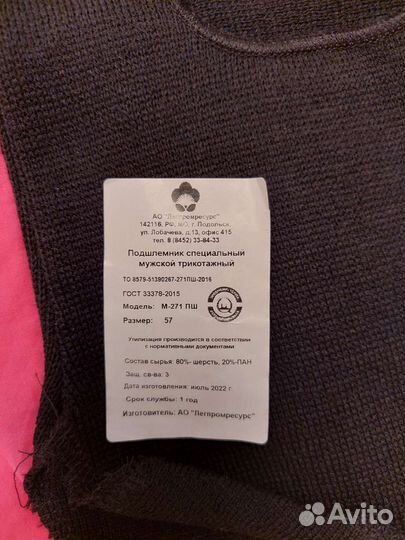 АО "Легпромресурс"
142116, РФ, МО, г. Подольск,
ул. Лобачева, д.13, офис 415
тел. 8 (8452) 33-84-33
Подшлемник специальный
мужской трикотажный
ТО 8579-51390267-271ПШ-2016
ГОСТ 33378-2015
Модель: М-271 ПШ
Размер: 57
Утилизация производится в соответствии
с нормативными документами
Состав сырья: 80%- шерсть, 20%-ПАН
Защ. св-ва: 3
Дата изготовления: июль 2022 г.
Срок службы: 1 год
Изготовитель: АО "Легпромресурс"
Avito